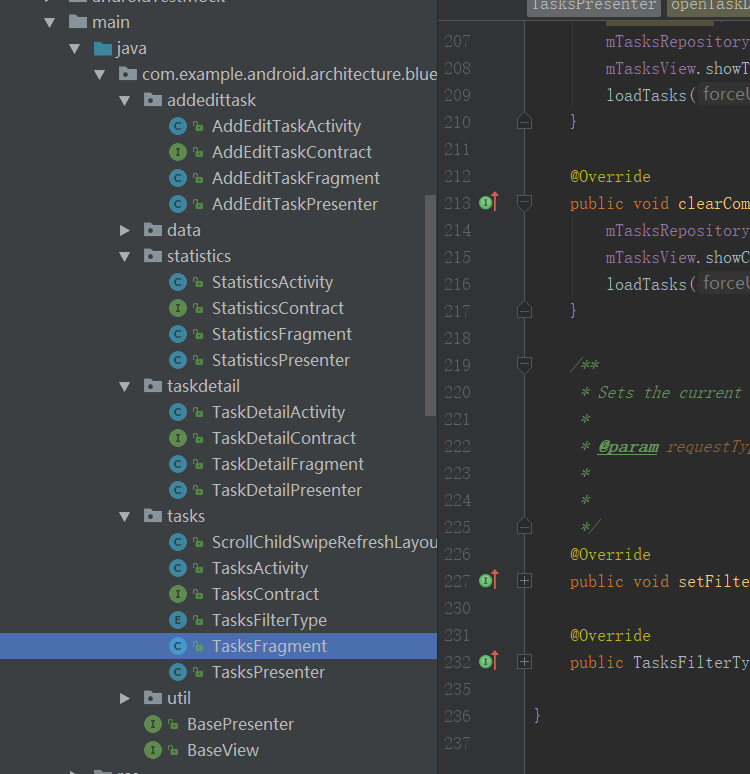 main
java
com.example.android.architecture.blue
addedittask
AddEditTaskActivity
AddEditTaskContract
AddEditTaskFragment
AddEditTaskPresenter
data
statistics
StatisticsActivity
StatisticsContract
StatisticsFragment
StatisticsPresenter
taskdetail
TaskDetailActivity
TaskDetailContract
TaskDetailFragment
TaskDetailPresenter
tasks
ScrollChildSwipeRefreshLayou
TasksActivity
TasksContract
TasksFilterType
TasksFragment
TasksPresenter
util
BasePresenter
BaseView
TasksPresenter openTaskD
207 mTasksRepository
208 mTasksView.showT
209 loadTasks( forceU
210 }
211
212 @Override
213 public void clearCom
214 mTasksRepository
215 mTasksView.showC
216 loadTasks( forceU
217 }
218
219 /**
220 * Sets the current
221 *
222 * @param requestTyp
223 *
224 *
225 */
226 @Override
227 public void setFilte
230
231 @Override
232 public TasksFilterTy
235
236 }
237